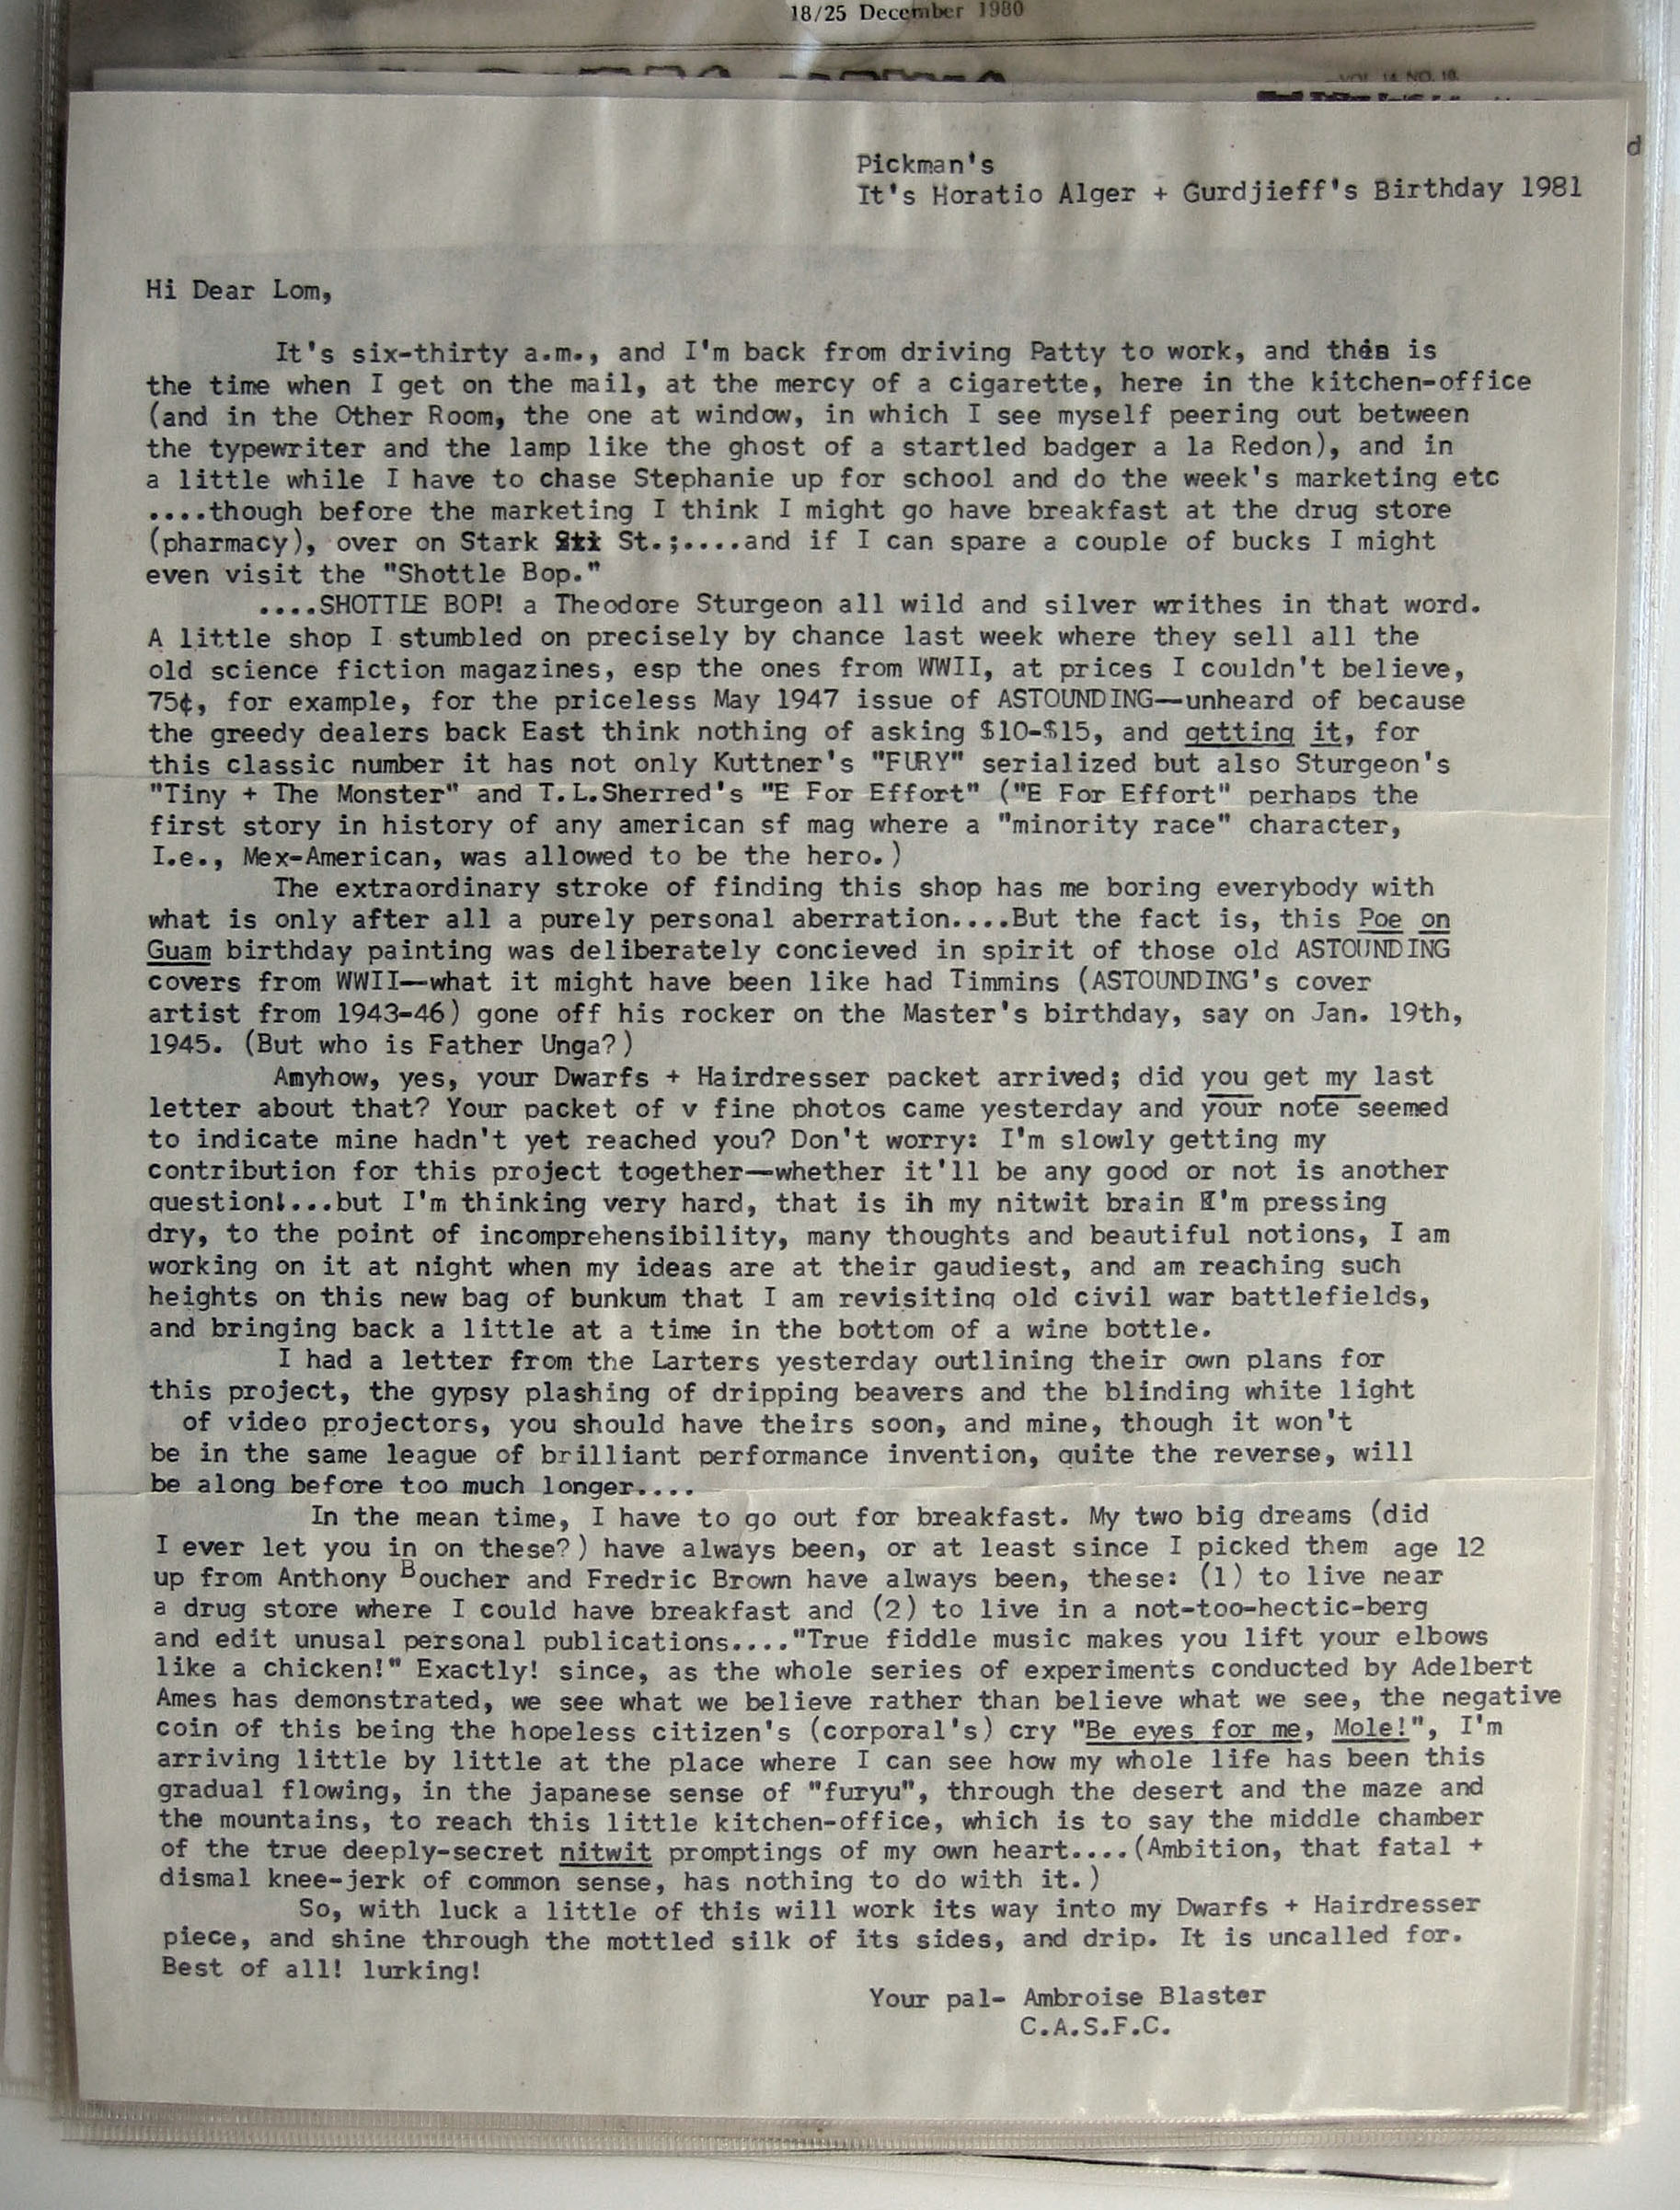 18/25 December 1980
VOL. 14 NO. 10.
d
Pickman's
It's Horatio Alger + Gurdjieff's Birthday 1981
Hi Dear Lom,
It's six-thirty a.m., and I'm back from driving Patty to work, and this is
the time when I get on the mail, at the mercy of a cigarette, here in the kitchen-office
(and in the Other Room, the one at window, in which I see myself peering out between
the typewriter and the lamp like the ghost of a startled badger a la Redon), and in
a little while I have to chase Stephanie up for school and do the week's marketing etc
....though before the marketing I think I might go have breakfast at the drug store
(pharmacy), over on Stark St.;....and if I can spare a couple of bucks I might
even visit the "Shottle Bop."
....SHOTTLE BOP! a Theodore Sturgeon all wild and silver writhes in that word.
A little shop I stumbled on precisely by chance last week where they sell all the
old science fiction magazines, esp the ones from WWII, at prices I couldn't believe,
75¢, for example, for the priceless May 1947 issue of ASTOUNDING—unheard of because
the greedy dealers back East think nothing of asking $10-$15, and getting it, for
this classic number it has not only Kuttner's "FURY" serialized but also Sturgeon's
"Tiny + The Monster" and T.L.Sherred's "E For Effort" ("E For Effort" perhaps the
first story in history of any american sf mag where a "minority race" character,
I.e., Mex-American, was allowed to be the hero.)
The extraordinary stroke of finding this shop has me boring everybody with
what is only after all a purely personal aberration....But the fact is, this Poe on
Guam birthday painting was deliberately concieved in spirit of those old ASTOUNDING
covers from WWII—what it might have been like had Timmins (ASTOUNDING's cover
artist from 1943-46) gone off his rocker on the Master's birthday, say on Jan. 19th,
1945. (But who is Father Unga?)
Amyhow, yes, your Dwarfs + Hairdresser packet arrived; did you get my last
letter about that? Your packet of v fine photos came yesterday and your note seemed
to indicate mine hadn't yet reached you? Don't worry: I'm slowly getting my
contribution for this project together—whether it'll be any good or not is another
question!...but I'm thinking very hard, that is in my nitwit brain I'm pressing
dry, to the point of incomprehensibility, many thoughts and beautiful notions, I am
working on it at night when my ideas are at their gaudiest, and am reaching such
heights on this new bag of bunkum that I am revisiting old civil war battlefields,
and bringing back a little at a time in the bottom of a wine bottle.
I had a letter from the Larters yesterday outlining their own plans for
this project, the gypsy plashing of dripping beavers and the blinding white light
of video projectors, you should have theirs soon, and mine, though it won't
be in the same league of brilliant performance invention, quite the reverse, will
be along before too much longer....
In the mean time, I have to go out for breakfast. My two big dreams (did
I ever let you in on these?) have always been, or at least since I picked them age 12
up from Anthony Boucher and Fredric Brown have always been, these: (1) to live near
a drug store where I could have breakfast and (2) to live in a not-too-hectic-berg
and edit unusal personal publications...."True fiddle music makes you lift your elbows
like a chicken!" Exactly! since, as the whole series of experiments conducted by Adelbert
Ames has demonstrated, we see what we believe rather than believe what we see, the negative
coin of this being the hopeless citizen's (corporal's) cry "Be eyes for me, Mole!", I'm
arriving little by little at the place where I can see how my whole life has been this
gradual flowing, in the japanese sense of "furyu", through the desert and the maze and
the mountains, to reach this little kitchen-office, which is to say the middle chamber
of the true deeply-secret nitwit promptings of my own heart....(Ambition, that fatal +
dismal knee-jerk of common sense, has nothing to do with it.)
So, with luck a little of this will work its way into my Dwarfs + Hairdresser
piece, and shine through the mottled silk of its sides, and drip. It is uncalled for.
Best of all! lurking!
Your pal- Ambroise Blaster
C.A.S.F.C.